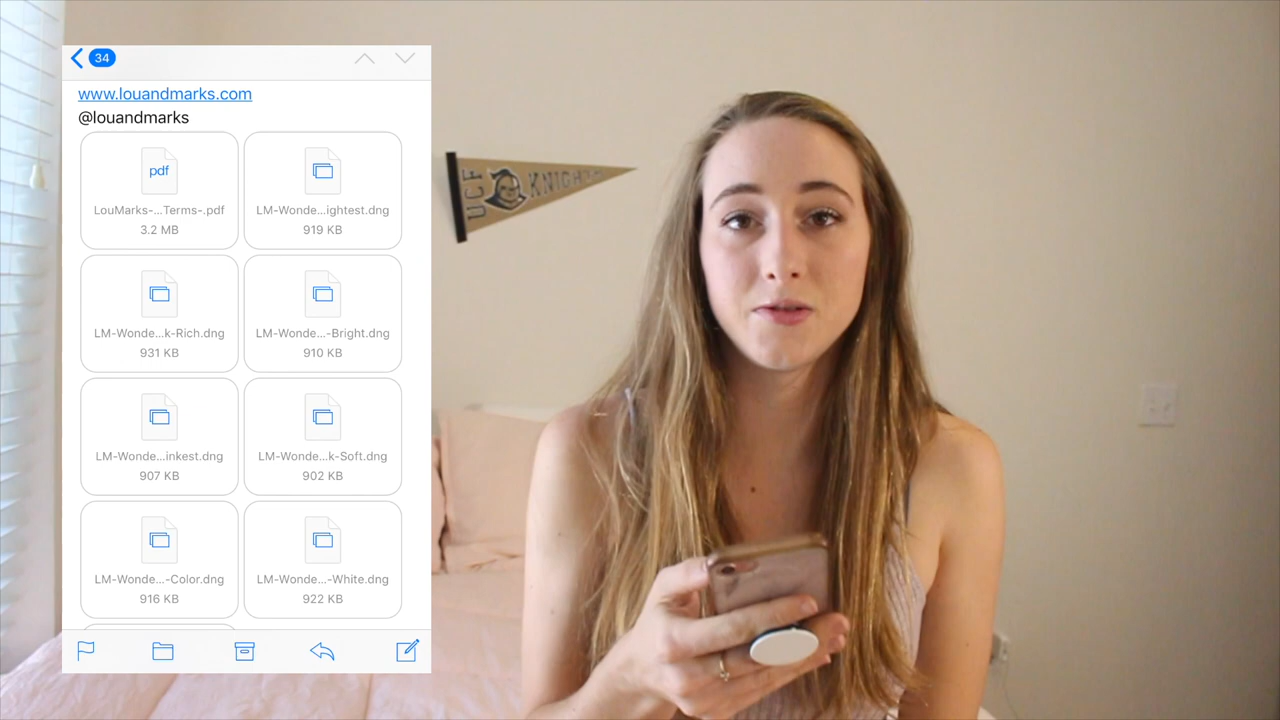 34
www.louandmarks.com
@louandmarks
pdf
LouMarks-...Terms-.pdf
3.2 MB
LM-Wonde...ightest.dng
919 KB
LM-Wonde...k-Rich.dng
931 KB
LM-Wonde...-Bright.dng
910 KB
LM-Wonde...inkest.dng
907 KB
LM-Wonde...k-Soft.dng
902 KB
LM-Wonde...-Color.dng
916 KB
LM-Wonde...-White.dng
922 KB
UCF KNIGHTS